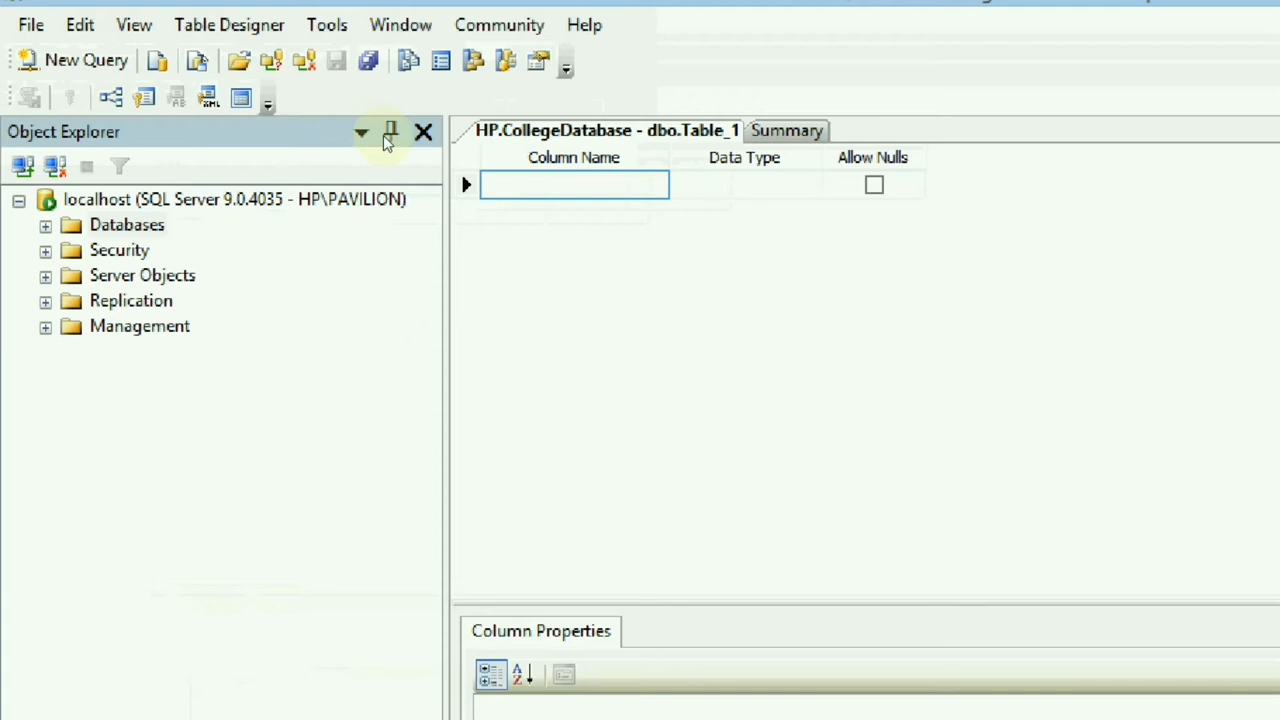 File Edit View Table Designer Tools Window Community Help
New Query
Object Explorer
HP.CollegeDatabase - dbo.Table_1 Summary
Column Name Data Type Allow Nulls
localhost (SQL Server 9.0.4035 - HP\PAVILION)
Databases
Security
Server Objects
Replication
Management
Column Properties